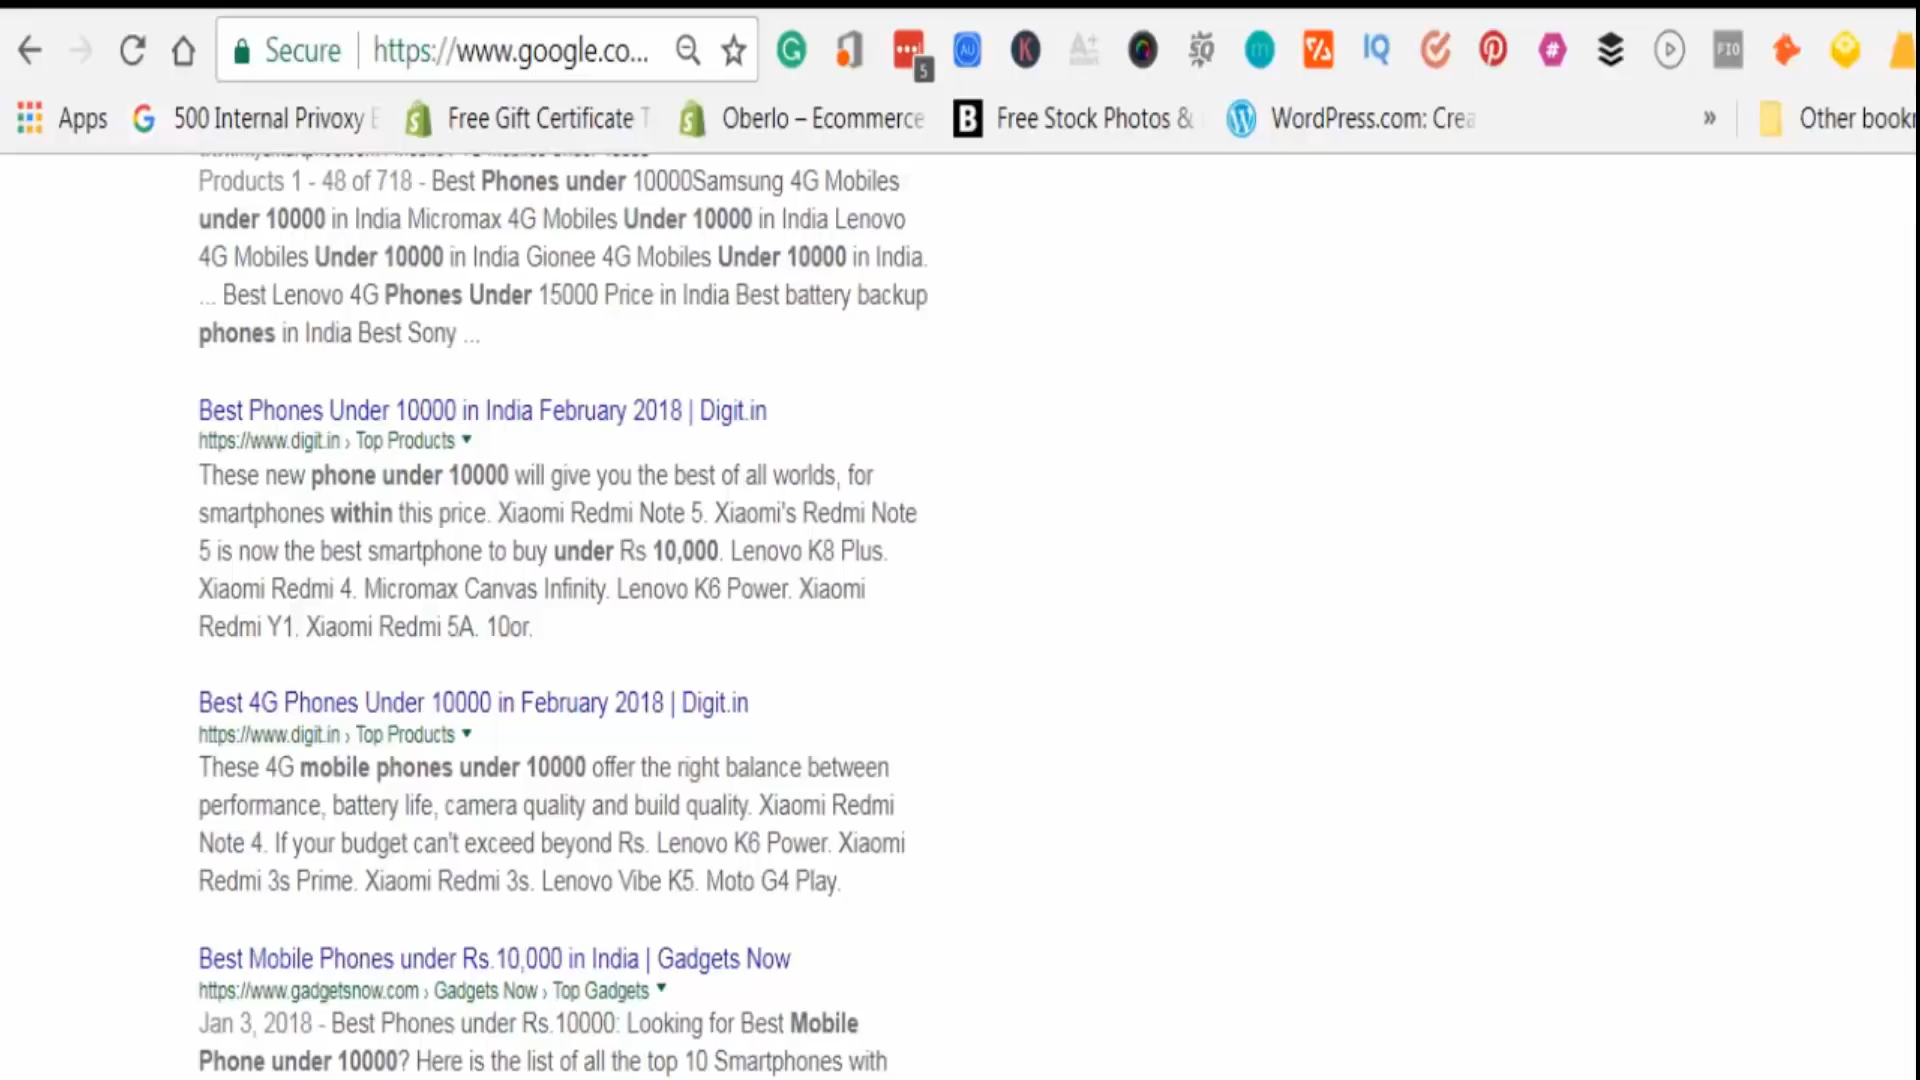 Secure https://www.google.co...
5
FIO
Apps 500 Internal Privoxy E Free Gift Certificate T Oberlo – Ecommerce Free Stock Photos & WordPress.com: Crea » Other bookr
Products 1 - 48 of 718 - Best Phones under 10000Samsung 4G Mobiles
under 10000 in India Micromax 4G Mobiles Under 10000 in India Lenovo
4G Mobiles Under 10000 in India Gionee 4G Mobiles Under 10000 in India.
... Best Lenovo 4G Phones Under 15000 Price in India Best battery backup
phones in India Best Sony ...
Best Phones Under 10000 in India February 2018 | Digit.in
https://www.digit.in › Top Products ▼
These new phone under 10000 will give you the best of all worlds, for
smartphones within this price. Xiaomi Redmi Note 5. Xiaomi's Redmi Note
5 is now the best smartphone to buy under Rs 10,000. Lenovo K8 Plus.
Xiaomi Redmi 4. Micromax Canvas Infinity. Lenovo K6 Power. Xiaomi
Redmi Y1. Xiaomi Redmi 5A. 10or.
Best 4G Phones Under 10000 in February 2018 | Digit.in
https://www.digit.in › Top Products ▼
These 4G mobile phones under 10000 offer the right balance between
performance, battery life, camera quality and build quality. Xiaomi Redmi
Note 4. If your budget can't exceed beyond Rs. Lenovo K6 Power. Xiaomi
Redmi 3s Prime. Xiaomi Redmi 3s. Lenovo Vibe K5. Moto G4 Play.
Best Mobile Phones under Rs.10,000 in India | Gadgets Now
https://www.gadgetsnow.com › Gadgets Now › Top Gadgets ▼
Jan 3, 2018 - Best Phones under Rs.10000: Looking for Best Mobile
Phone under 10000? Here is the list of all the top 10 Smartphones with